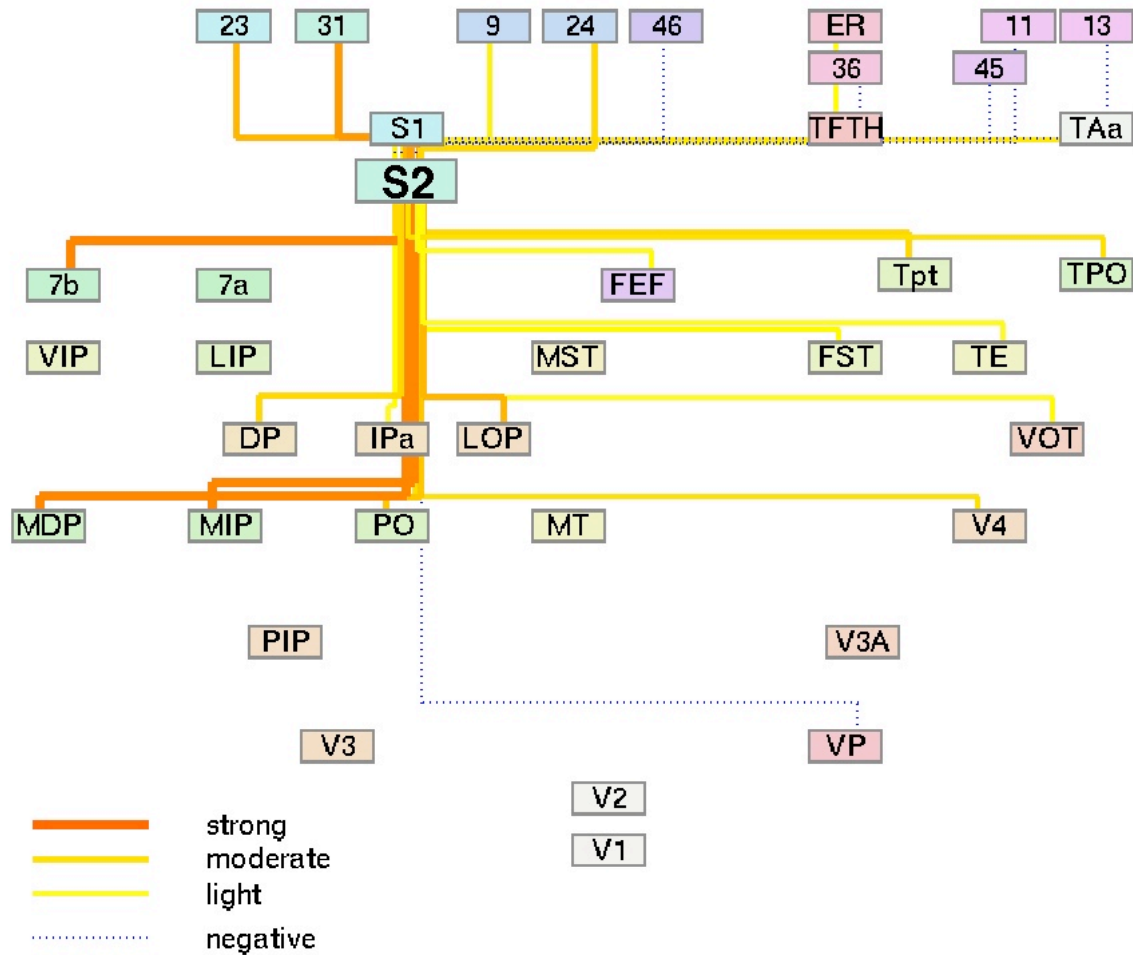 23 31 9 24 46 ER 11 13
36 45
S1 TFTH TAa
S2
7b 7a FEF Tpt TPO
VIP LIP MST FST TE
DP IPa LOP VOT
MDP MIP PO MT V4
PIP V3A
V3 VP
V2
V1
strong
moderate
light
negative